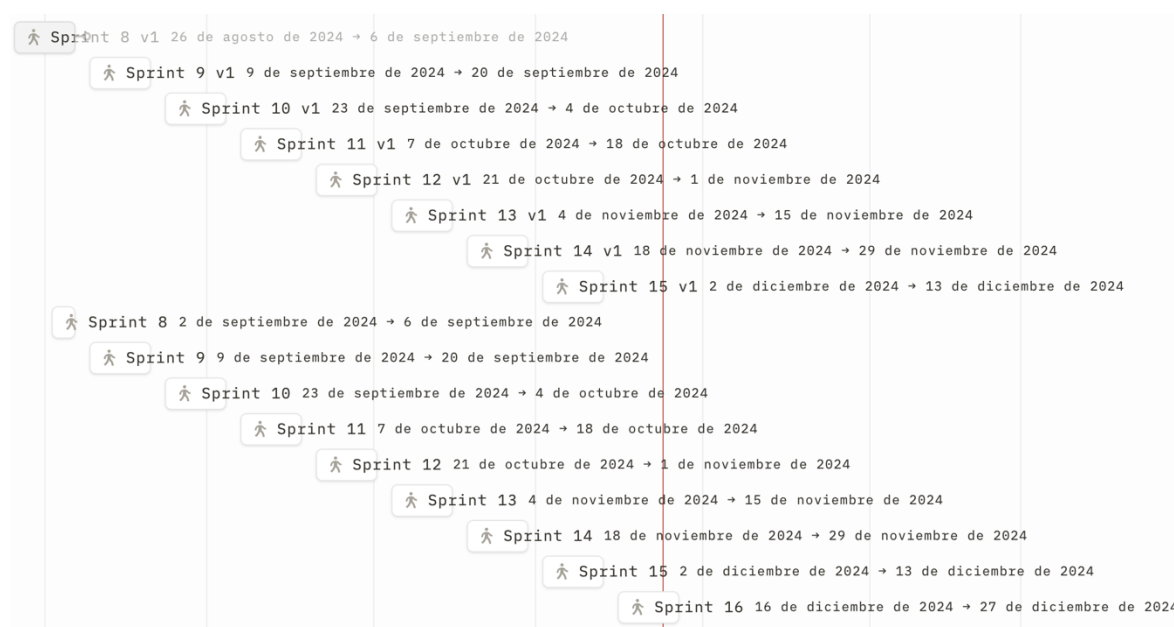 Sprint 8 v1 26 de agosto de 2024 → 6 de septiembre de 2024
Sprint 9 v1 9 de septiembre de 2024 → 20 de septiembre de 2024
Sprint 10 v1 23 de septiembre de 2024 → 4 de octubre de 2024
Sprint 11 v1 7 de octubre de 2024 → 18 de octubre de 2024
Sprint 12 v1 21 de octubre de 2024 → 1 de noviembre de 2024
Sprint 13 v1 4 de noviembre de 2024 → 15 de noviembre de 2024
Sprint 14 v1 18 de noviembre de 2024 → 29 de noviembre de 2024
Sprint 15 v1 2 de diciembre de 2024 → 13 de diciembre de 2024
Sprint 8 2 de septiembre de 2024 → 6 de septiembre de 2024
Sprint 9 9 de septiembre de 2024 → 20 de septiembre de 2024
Sprint 10 23 de septiembre de 2024 → 4 de octubre de 2024
Sprint 11 7 de octubre de 2024 → 18 de octubre de 2024
Sprint 12 21 de octubre de 2024 → 1 de noviembre de 2024
Sprint 13 4 de noviembre de 2024 → 15 de noviembre de 2024
Sprint 14 18 de noviembre de 2024 → 29 de noviembre de 2024
Sprint 15 2 de diciembre de 2024 → 13 de diciembre de 2024
Sprint 16 16 de diciembre de 2024 → 27 de diciembre de 2024